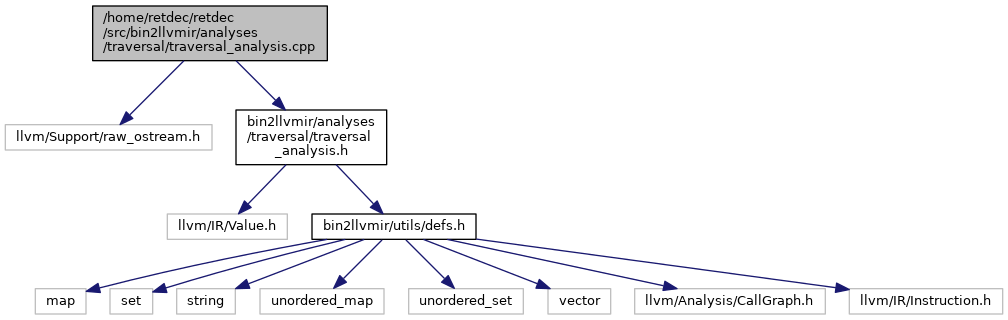 /home/retdec/retdec
/src/bin2llvmir/analyses
/traversal/traversal_analysis.cpp
llvm/Support/raw_ostream.h
bin2llvmir/analyses
/traversal/traversal
_analysis.h
llvm/IR/Value.h
bin2llvmir/utils/defs.h
map
set
string
unordered_map
unordered_set
vector
llvm/Analysis/CallGraph.h
llvm/IR/Instruction.h